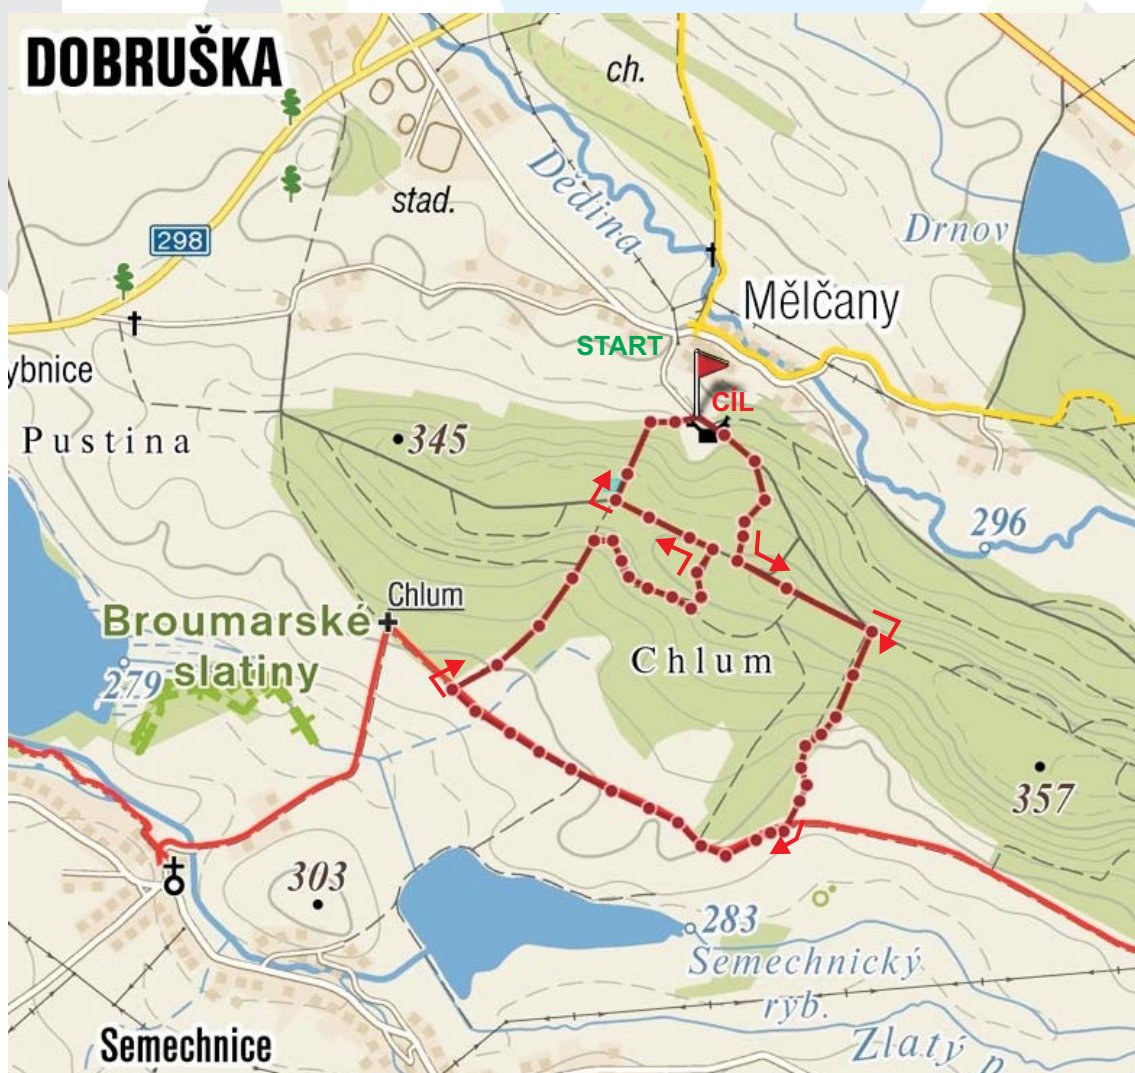 DOBRUŠKA
ch.
stad.
Dědina
Drnov
298
Mělčany
START
ybnice
CÍL
Pustina
345
296
Chlum
Broumarské
slatiny
Chlum
279
357
303
283
Semechnický
ryb.
Semechnice
Zlatý p.